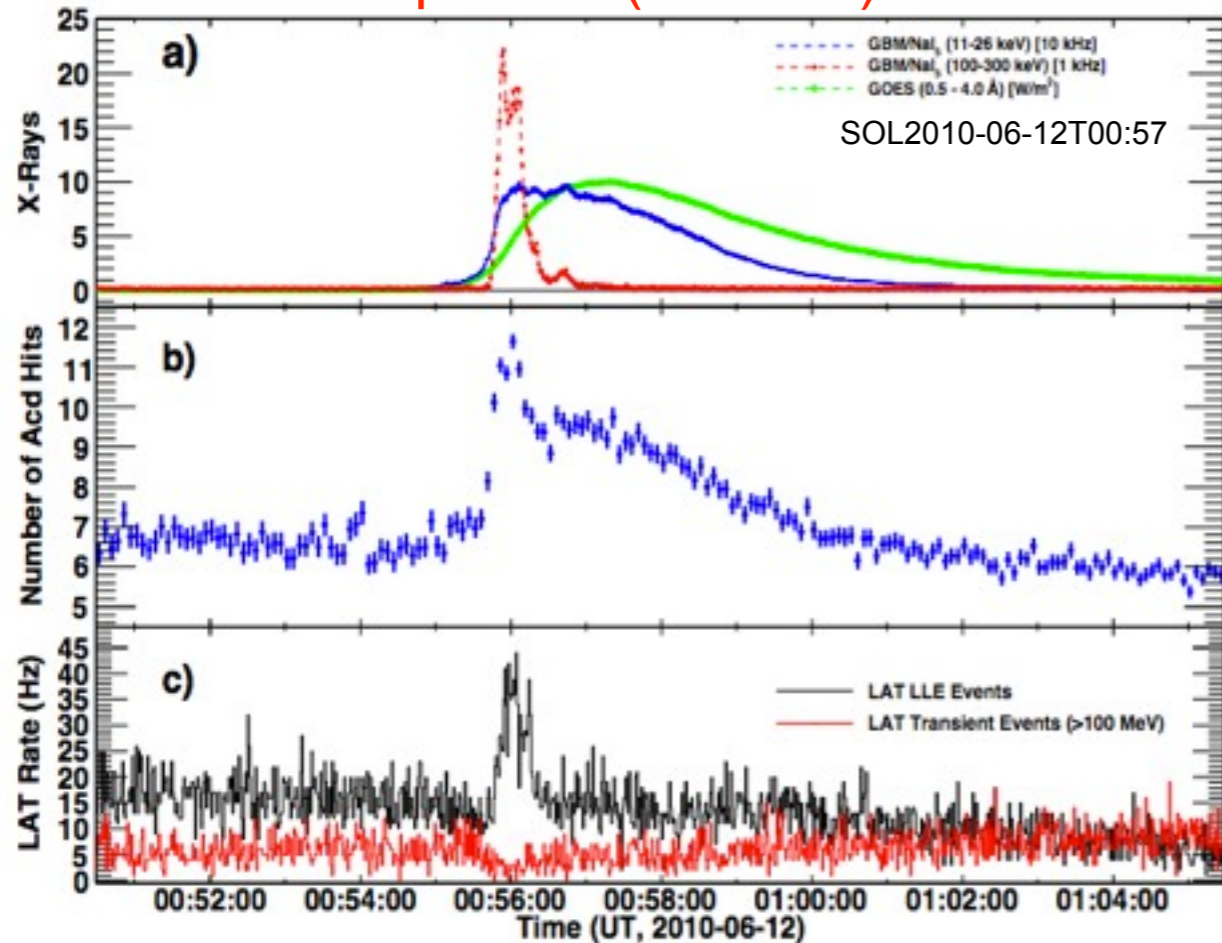 25
a)
GBM/NaI5 (11-26 keV) [10 kHz]
20
GBM/NaI5 (100-300 keV) [1 kHz]
GOES (0.5 - 4.0 Å) [W/m²]
SOL2010-06-12T00:57
15
X-Rays
10
5
0
b)
12
11
10
9
8
7
6
5
Number of Acd Hits
c)
45
40
35
30
25
20
15
10
5
0
LAT Rate (Hz)
LAT LLE Events
LAT Transient Events (>100 MeV)
00:52:00 00:54:00 00:56:00 00:58:00 01:00:00 01:02:00 01:04:00
Time (UT, 2010-06-12)